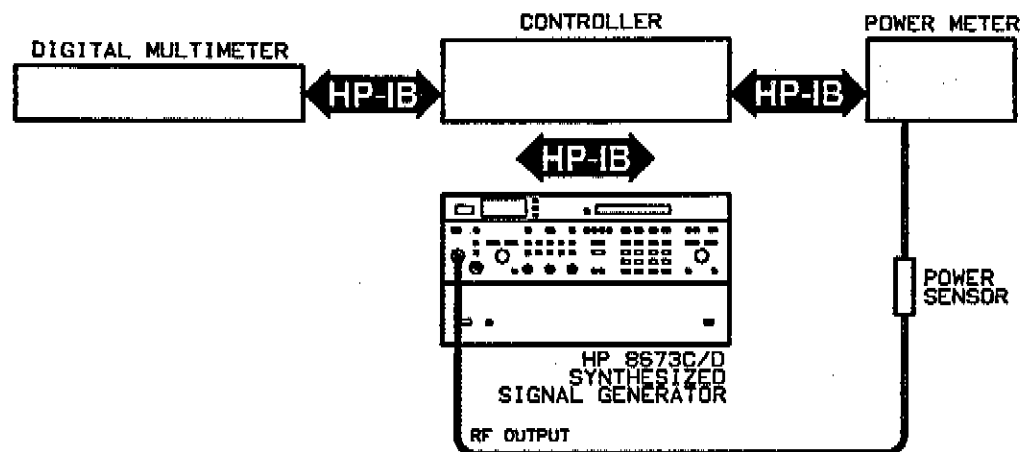 CONTROLLER
POWER METER
DIGITAL MULTIMETER
HP-IB
HP-IB
HP-IB
POWER
SENSOR
HP 8673C/D
SYNTHESIZED
SIGNAL GENERATOR
RF OUTPUT